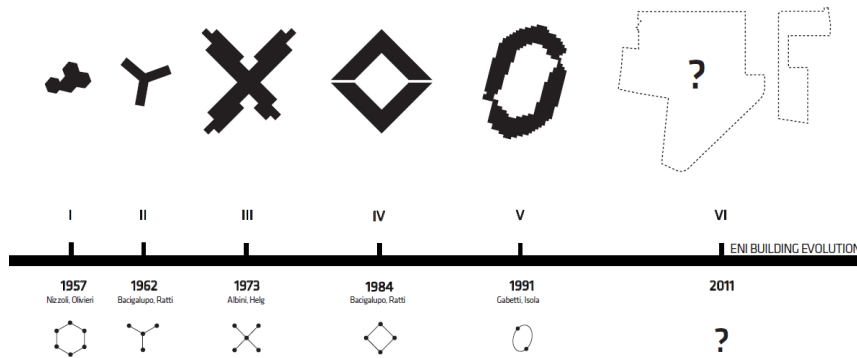 ?
I II III IV V VI
ENI BUILDING EVOLUTION
1957 1962 1973 1984 1991 2011
Nizzoli, Olivieri Bacigalupo, Ratti Albini, Helg Bacigalupo, Ratti Gabetti, Isola
?